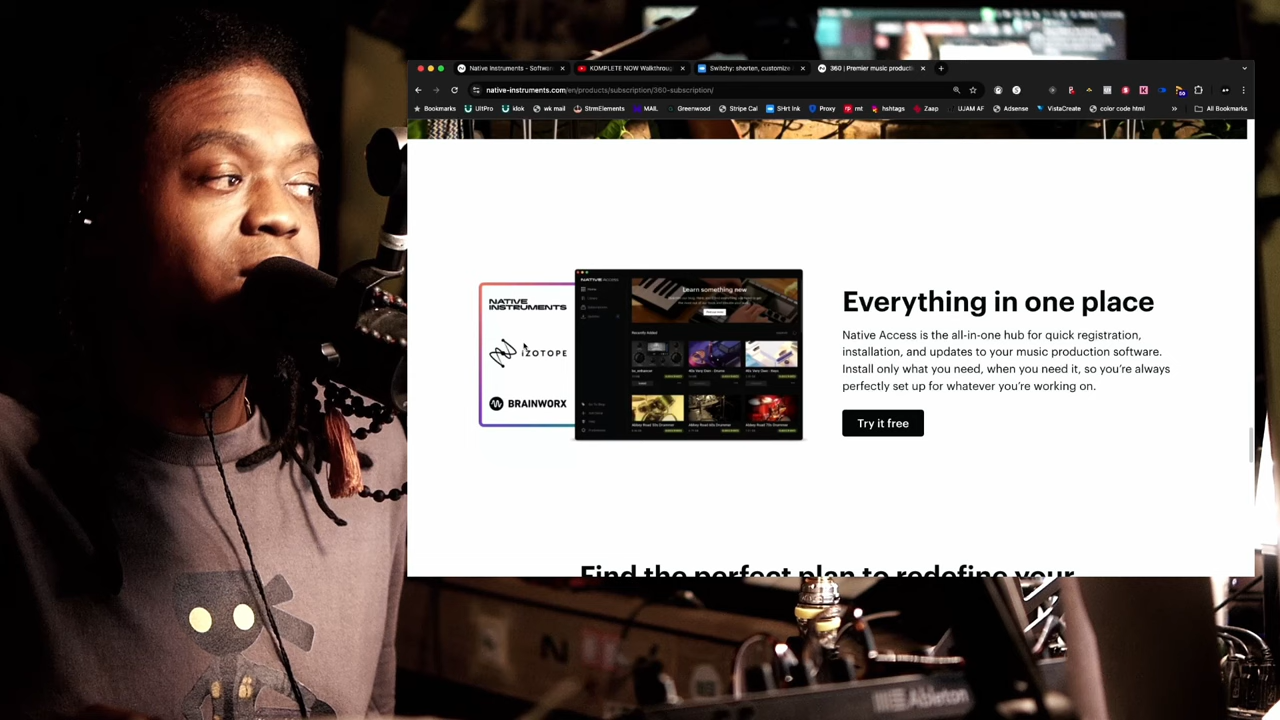 Native Instruments - Softwa
KOMPLETE NOW Walkthroug
Switchy: shorten, customize
360 | Premier music product
native-instruments.com/en/products/subscription/360-subscription/
Bookmarks
UltPro
klok
wk mail
StrmElements
MAIL
Greenwood
Stripe Cal
SHrt Ink
Proxy
mt
hshtags
Zaap
UJAM AF
Adsense
VistaCreate
color code html
All Bookmarks
NATIVE
INSTRUMENTS
iZOTOPE
BRAINWORX
Learn something new
Recently Added
Everything in one place
Native Access is the all-in-one hub for quick registration,
installation, and updates to your music production software.
Install only what you need, when you need it, so you're always
perfectly set up for whatever you're working on.
Try it free
Find the perfect plan to redefine your
Ableton